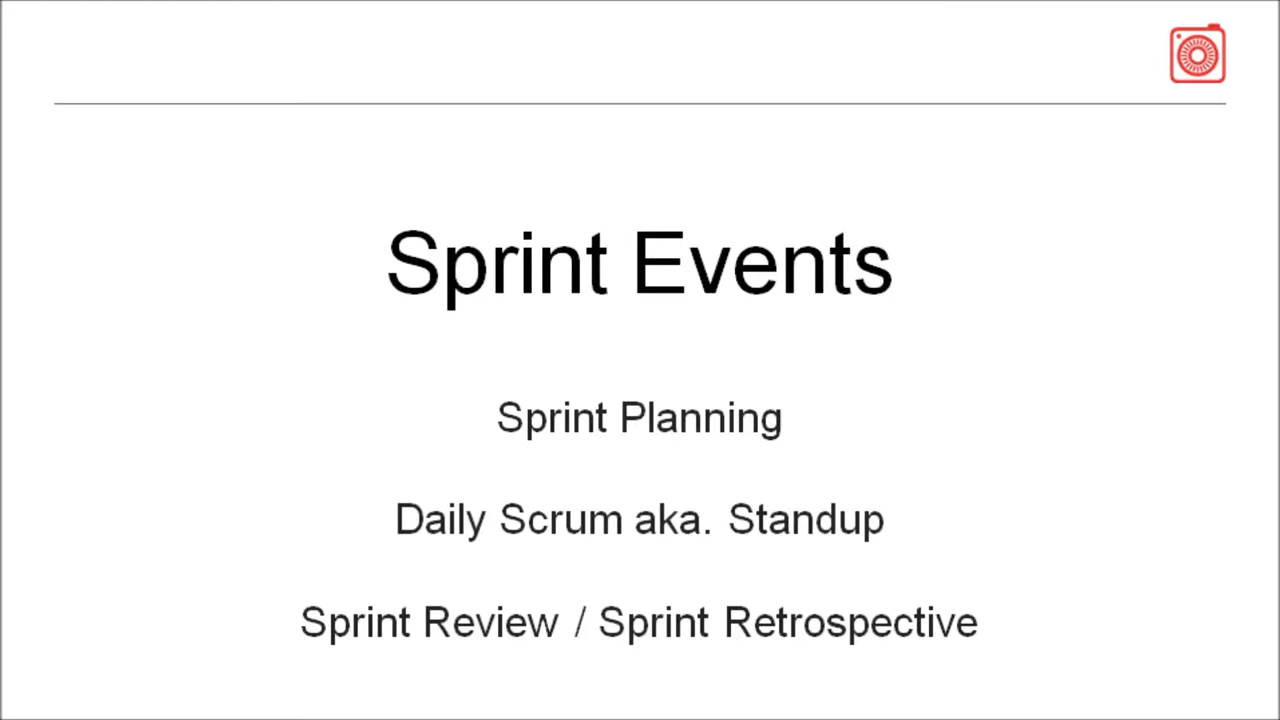 Sprint Events
Sprint Planning
Daily Scrum aka. Standup
Sprint Review / Sprint Retrospective